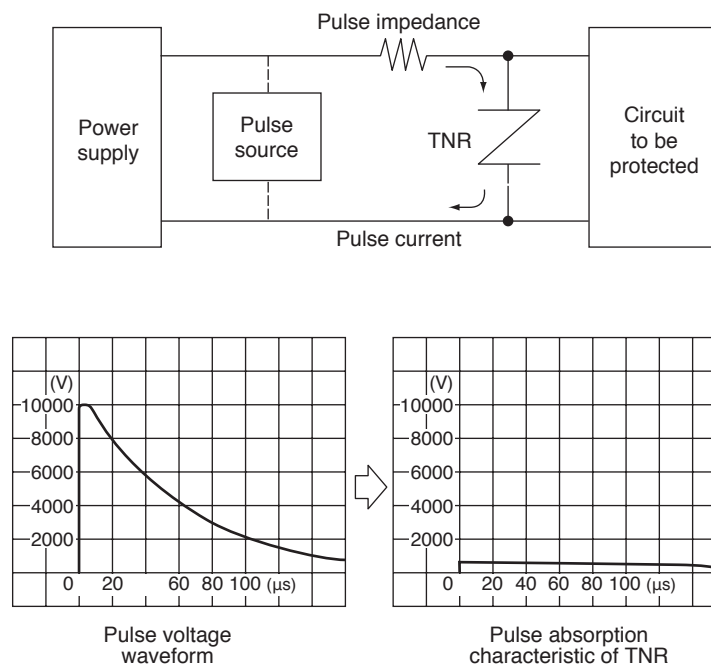 Pulse impedance
Power
supply
Pulse
source
TNR
Circuit
to be
protected
Pulse current
(V)
10000
8000
6000
4000
2000
0 20 60 80 100 (µs)
Pulse voltage
waveform
(V)
10000
8000
6000
4000
2000
0 20 40 60 80 100 (µs)
Pulse absorption
characteristic of TNR